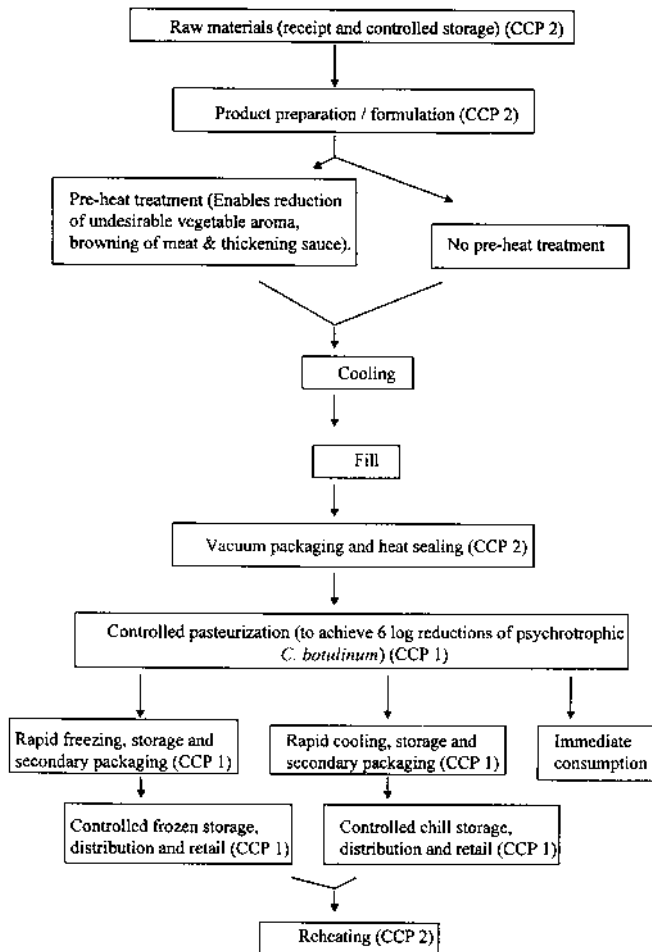 Raw materials (receipt and controlled storage) (CCP 2)
Product preparation / formulation (CCP 2)
Pre-heat treatment (Enables reduction
of undesirable vegetable aroma,
browning of meat & thickening sauce).
No pre-heat treatment
Cooling
Fill
Vacuum packaging and heat sealing (CCP 2)
Controlled pasteurization (to achieve 6 log reductions of psychrotrophic
C. botulinum) (CCP 1)
Rapid freezing, storage and
secondary packaging (CCP 1)
Rapid cooling, storage and
secondary packaging (CCP 1)
Immediate
consumption
Controlled frozen storage,
distribution and retail (CCP 1)
Controlled chill storage,
distribution and retail (CCP 1)
Reheating (CCP 2)